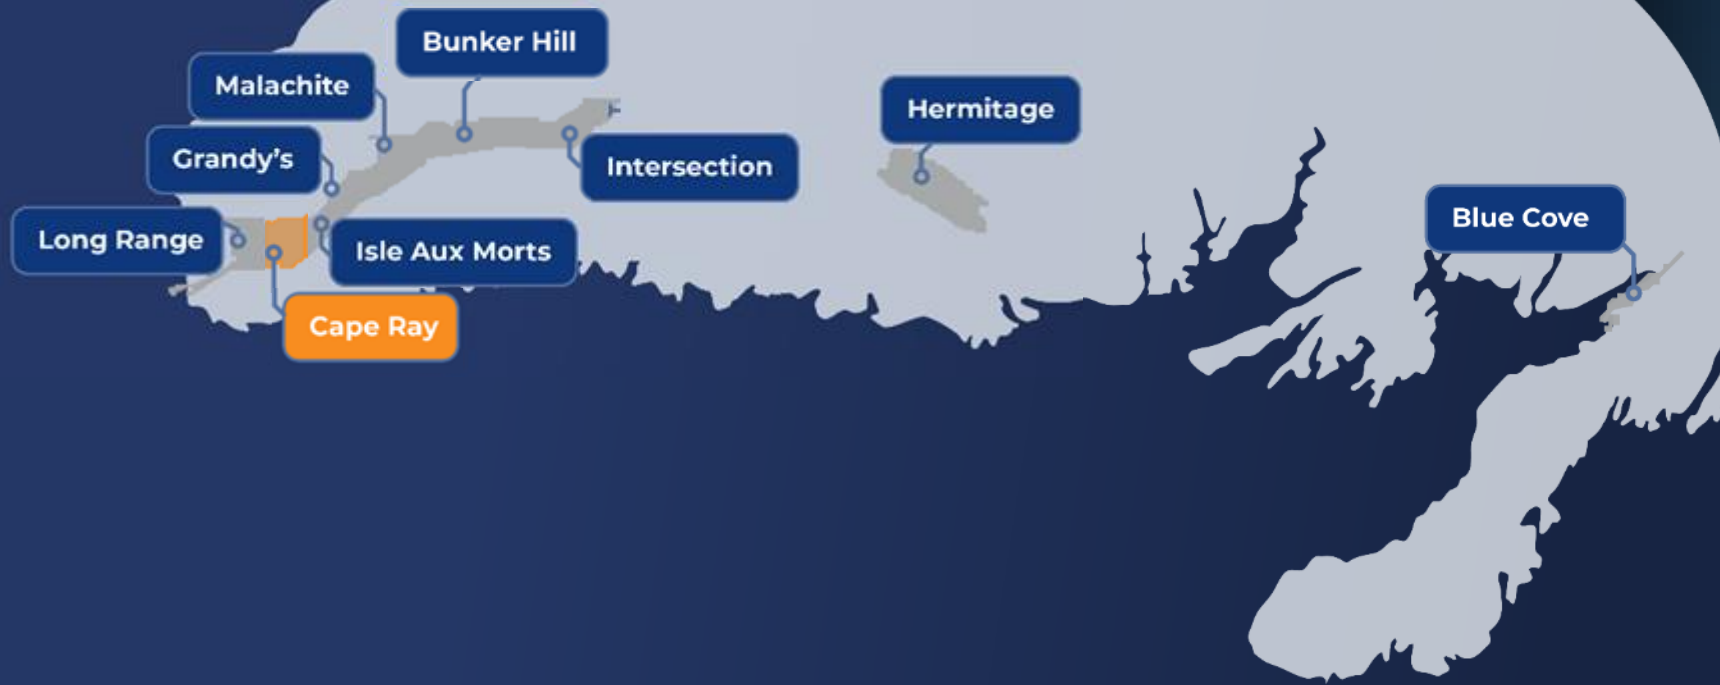 Bunker Hill
Malachite
Hermitage
Grandy’s
Intersection
Blue Cove
Long Range
Isle Aux Morts
Cape Ray